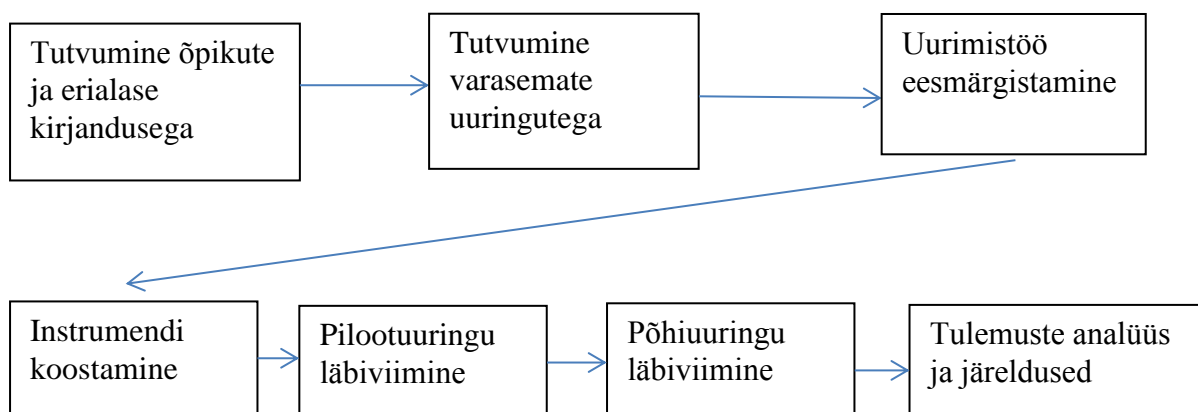 Tutvumine õpikute
ja erialase
kirjandusega
Tutvumine
varasemate
uuringutega
Uurimistöö
eesmärgistamine
Instrumendi
koostamine
Pilootuuringu
läbiviimine
Põhiuuringu
läbiviimine
Tulemuste analüüs
ja järeldused